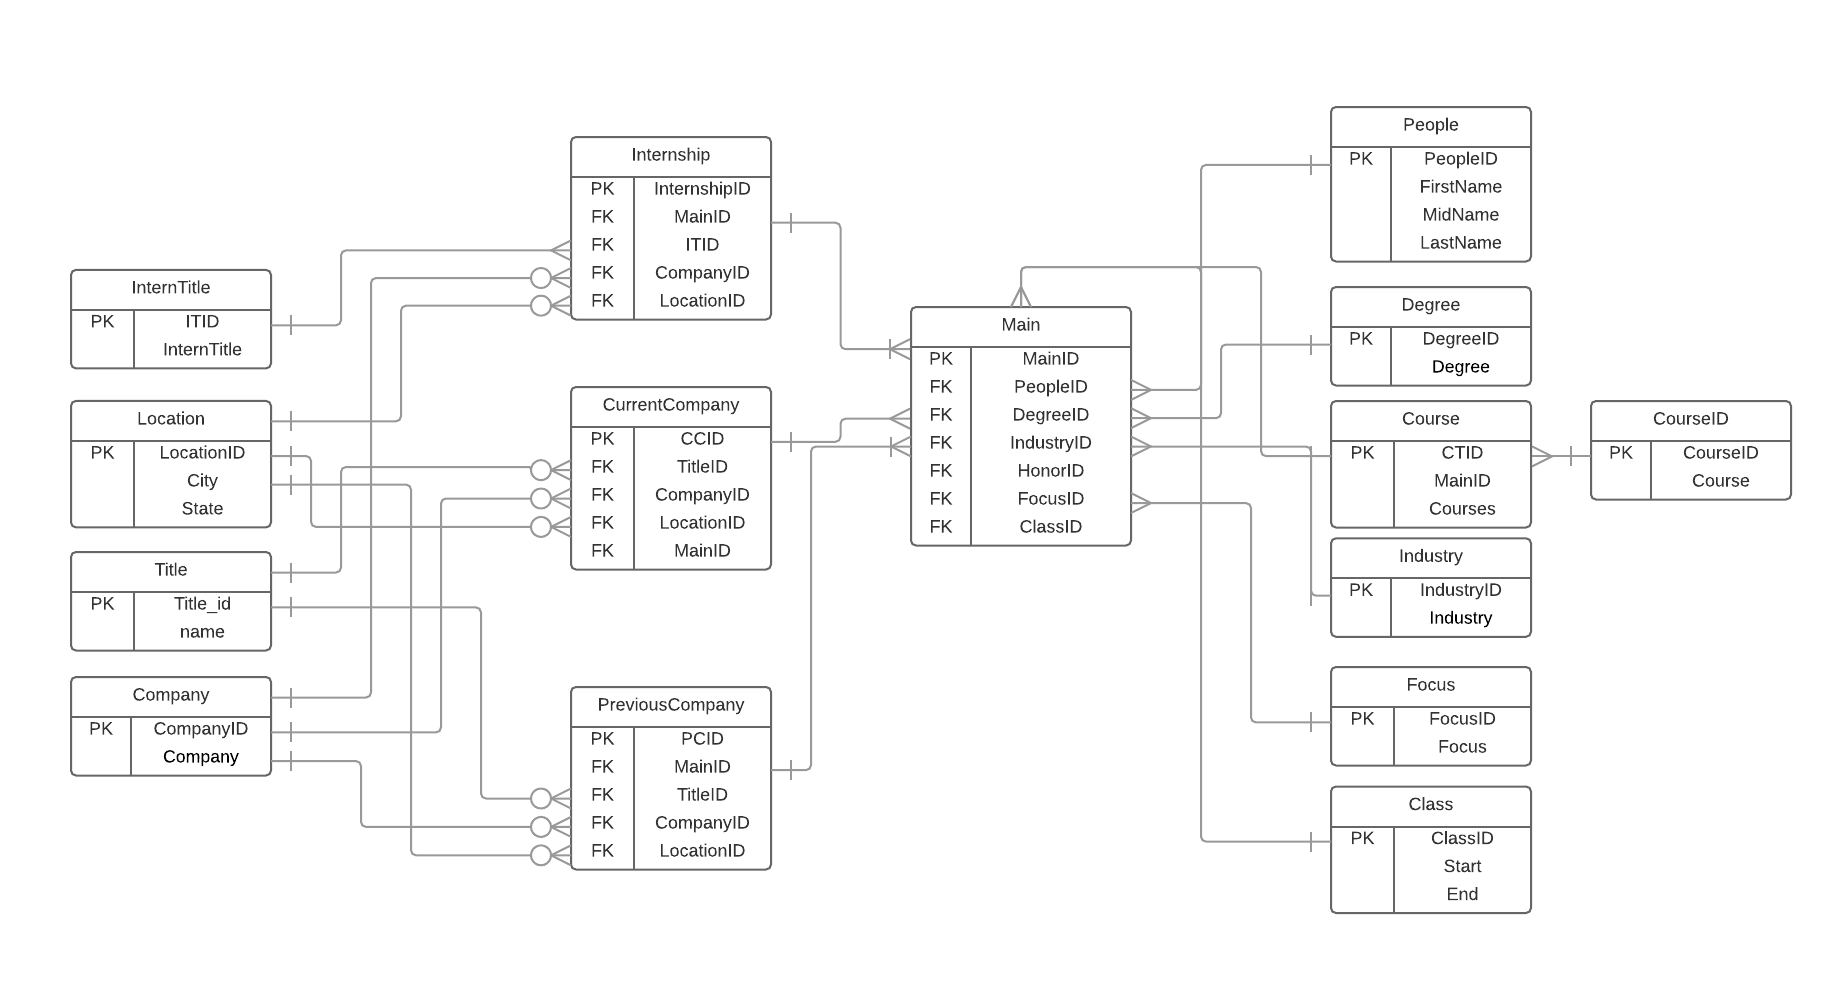 InternTitle
PK ITID
InternTitle
Location
PK LocationID
City
State
Title
PK Title_id
name
Company
PK CompanyID
Company
Internship
PK InternshipID
FK MainID
FK ITID
FK CompanyID
FK LocationID
CurrentCompany
PK CCID
FK TitleID
FK CompanyID
FK LocationID
FK MainID
PreviousCompany
PK PCID
FK MainID
FK TitleID
FK CompanyID
FK LocationID
Main
PK MainID
FK PeopleID
FK DegreeID
FK IndustryID
FK HonorID
FK FocusID
FK ClassID
People
PK PeopleID
FirstName
MidName
LastName
Degree
PK DegreeID
Degree
Course
PK CTID
MainID
Courses
Industry
PK IndustryID
Industry
Focus
PK FocusID
Focus
Class
PK ClassID
Start
End
CourseID
PK CourseID
Course